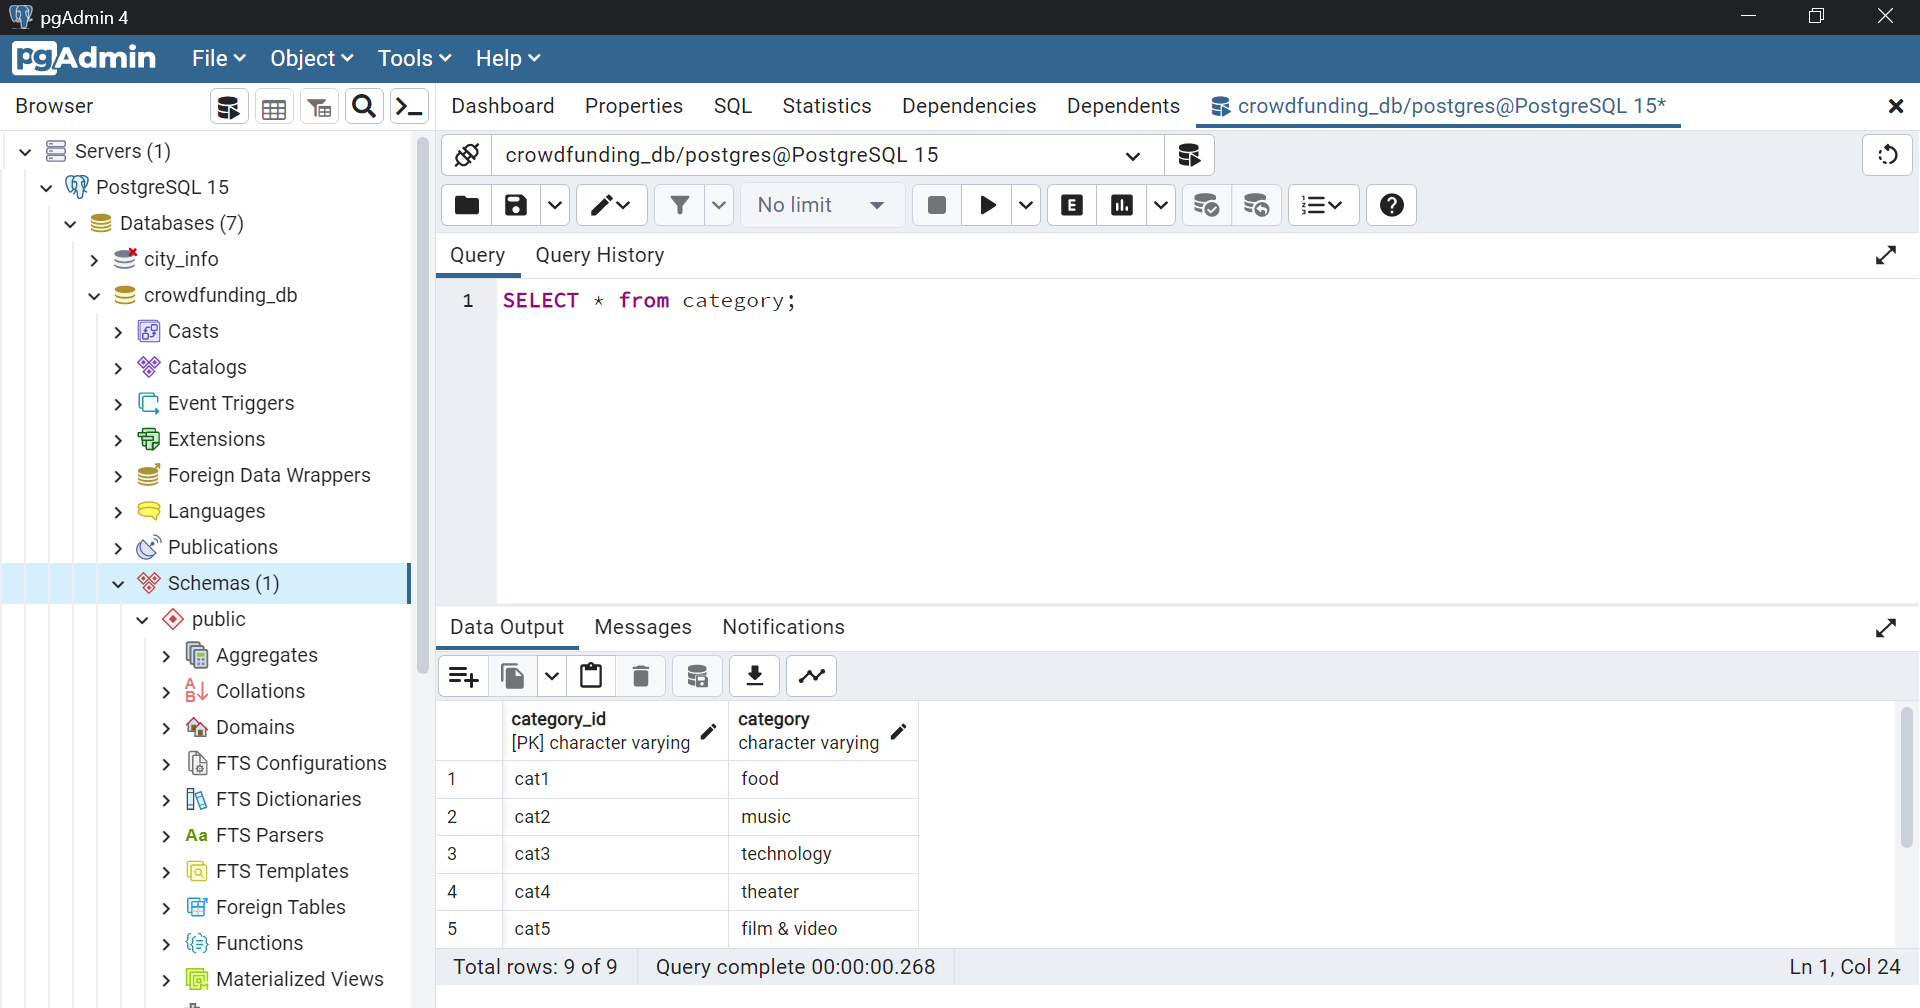 pgAdmin 4
pgAdmin File Object Tools Help
Browser
Dashboard Properties SQL Statistics Dependencies Dependents crowdfunding_db/postgres@PostgreSQL 15*
Servers (1)
PostgreSQL 15
Databases (7)
city_info
crowdfunding_db
Casts
Catalogs
Event Triggers
Extensions
Foreign Data Wrappers
Languages
Publications
Schemas (1)
public
Aggregates
Collations
Domains
FTS Configurations
FTS Dictionaries
Aa FTS Parsers
FTS Templates
Foreign Tables
Functions
Materialized Views
crowdfunding_db/postgres@PostgreSQL 15
No limit E
Query Query History
1 SELECT * from category;
Data Output Messages Notifications
category_id category
[PK] character varying character varying
1 cat1 food
2 cat2 music
3 cat3 technology
4 cat4 theater
5 cat5 film & video
Total rows: 9 of 9 Query complete 00:00:00.268 Ln 1, Col 24